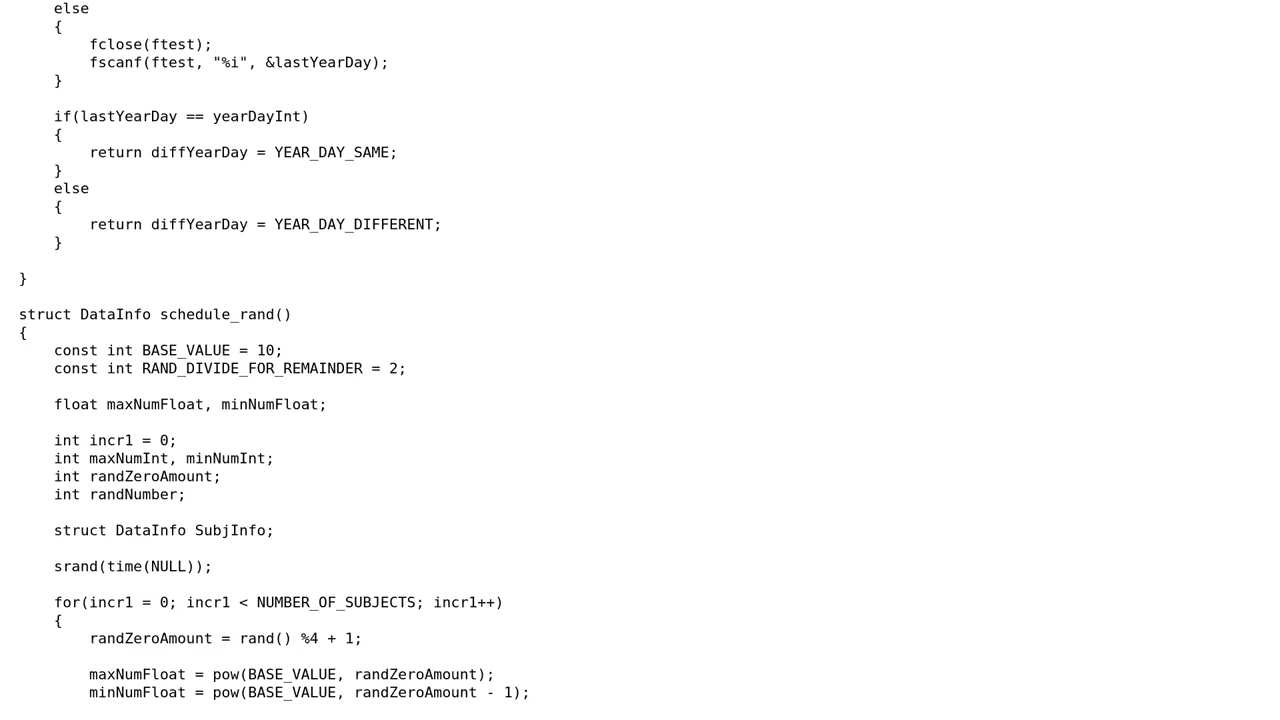 else
    {
        fclose(ftest);
        fscanf(ftest, "%i", &lastYearDay);
    }

    if(lastYearDay == yearDayInt)
    {
        return diffYearDay = YEAR_DAY_SAME;
    }
    else
    {
        return diffYearDay = YEAR_DAY_DIFFERENT;
    }

}

struct DataInfo schedule_rand()
{
    const int BASE_VALUE = 10;
    const int RAND_DIVIDE_FOR_REMAINDER = 2;

    float maxNumFloat, minNumFloat;

    int incr1 = 0;
    int maxNumInt, minNumInt;
    int randZeroAmount;
    int randNumber;

    struct DataInfo SubjInfo;

    srand(time(NULL));

    for(incr1 = 0; incr1 < NUMBER_OF_SUBJECTS; incr1++)
    {
        randZeroAmount = rand() %4 + 1;

        maxNumFloat = pow(BASE_VALUE, randZeroAmount);
        minNumFloat = pow(BASE_VALUE, randZeroAmount - 1);